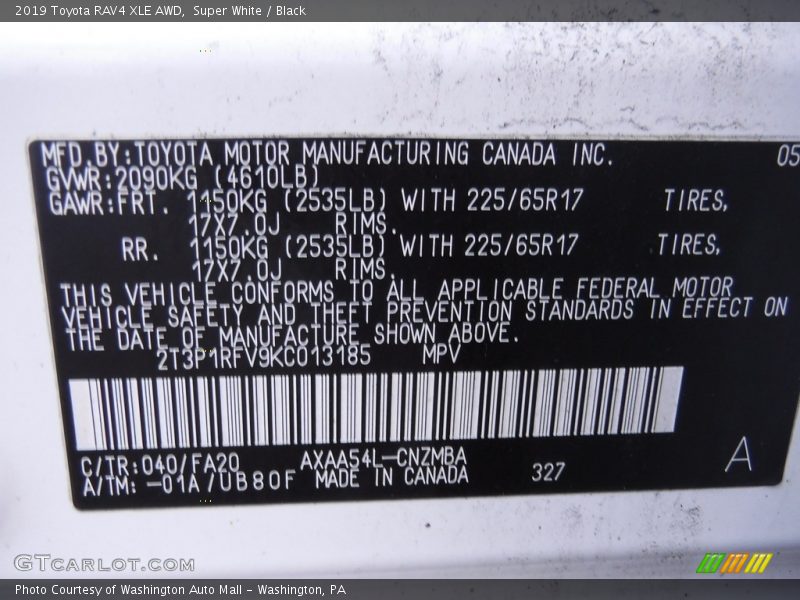 2019 Toyota RAV4 XLE AWD,  Super White / Black
MFD.BY:TOYOTA MOTOR MANUFACTURING CANADA INC. 05
GVWR:2090KG (4610LB)
GAWR:FRT. 1150KG (2535LB) WITH 225/65R17 TIRES,
17X7.0J RIMS.
RR. 1150KG (2535LB) WITH 225/65R17 TIRES,
17X7.0J RIMS.
THIS VEHICLE CONFORMS TO ALL APPLICABLE FEDERAL MOTOR
VEHICLE SAFETY AND THEFT PREVENTION STANDARDS IN EFFECT ON
THE DATE OF MANUFACTURE SHOWN ABOVE.
2T3P1RFV9KC013185 MPV
C/TR:040/FA20 AXAA54L-CNZMBA
A/TM: -01A/UB80F MADE IN CANADA 327 A
GTCARLOT.COM
Photo Courtesy of Washington Auto Mall - Washington, PA